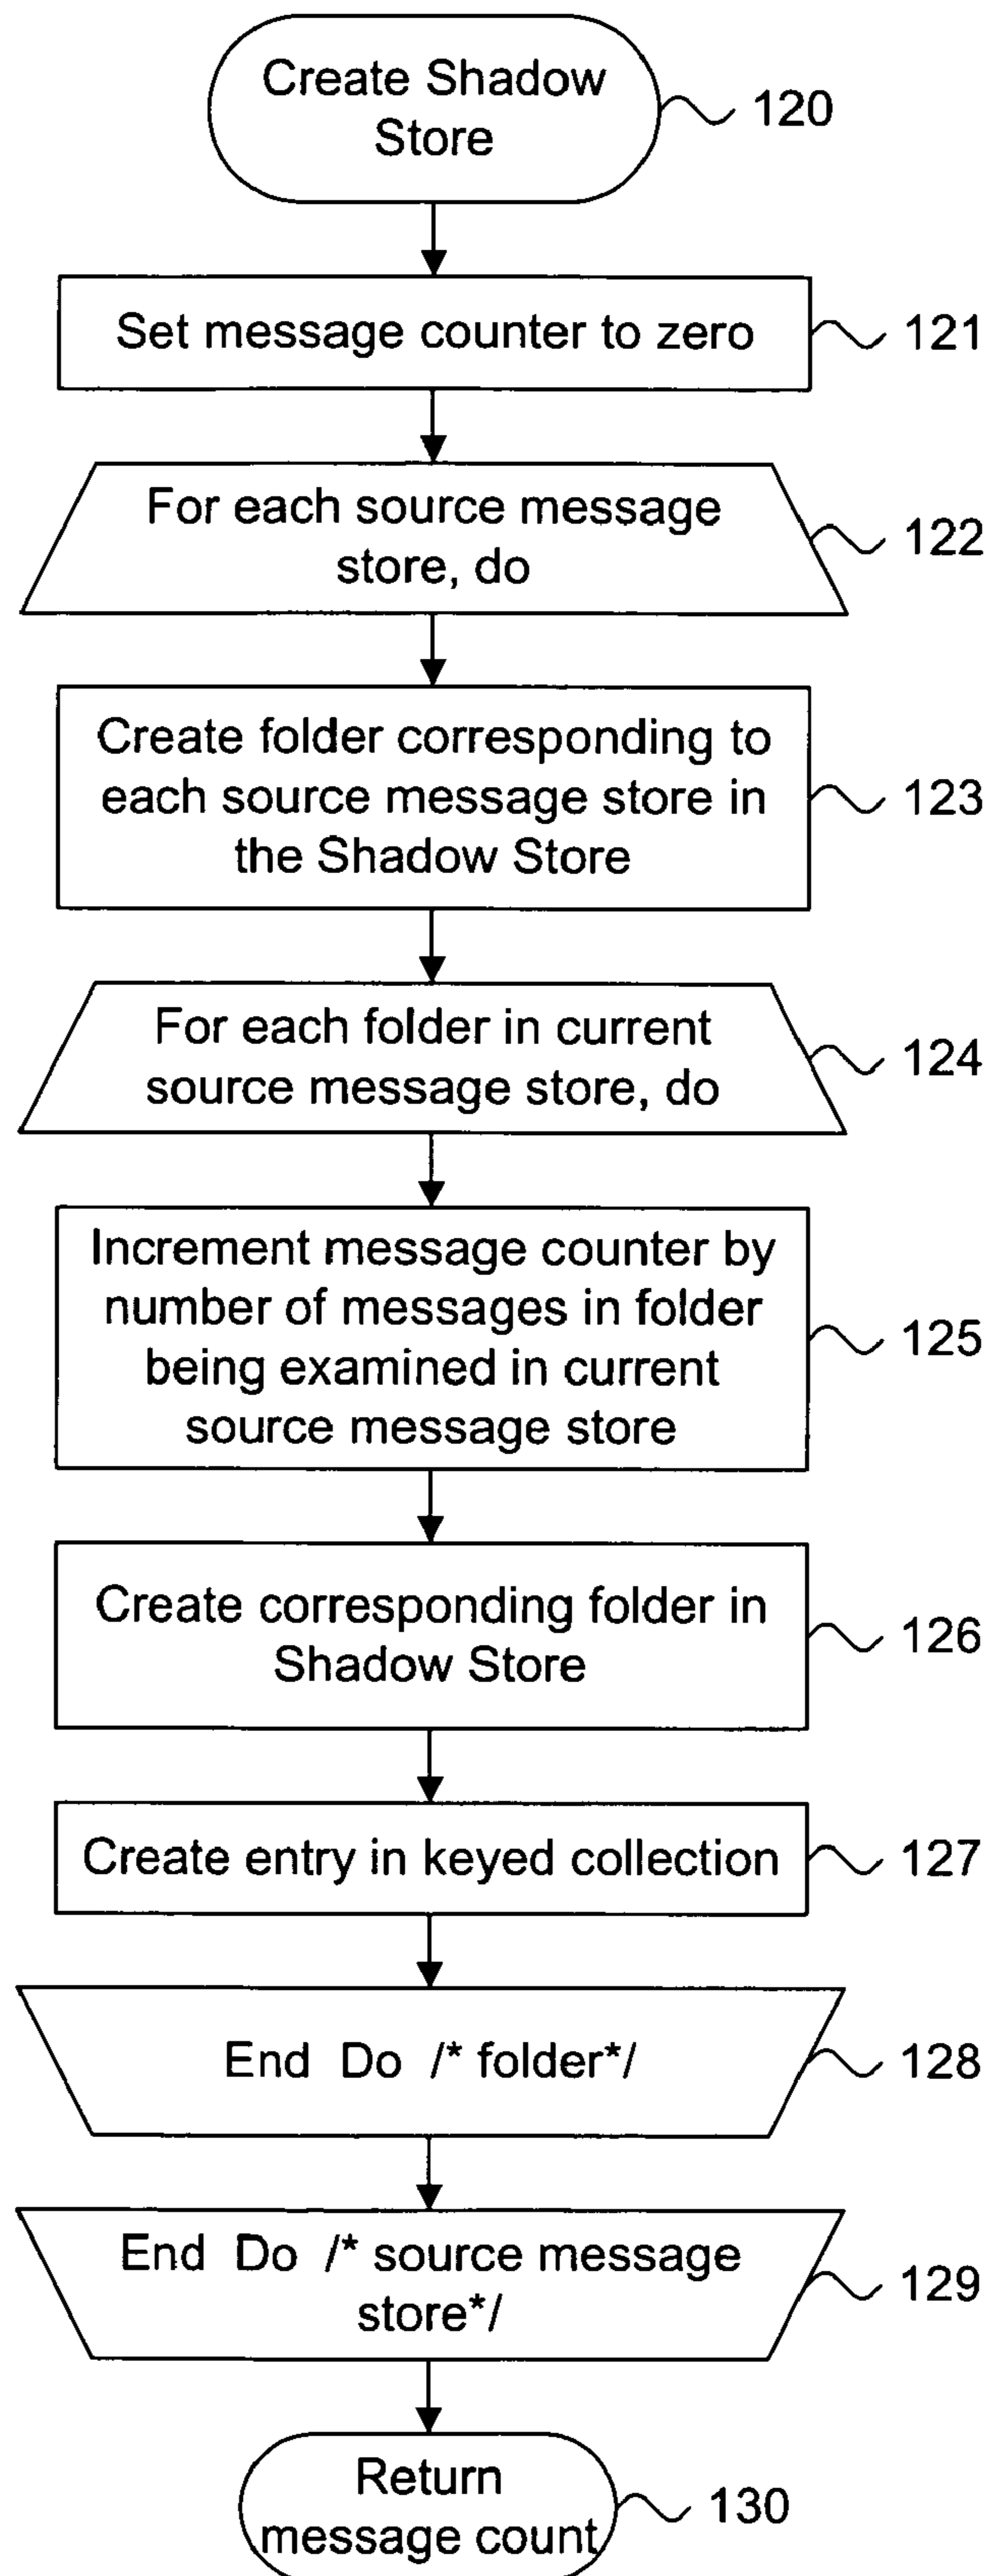 Create Shadow
Store
120
Set message counter to zero
121
For each source message
store, do
122
Create folder corresponding to
each source message store in
the Shadow Store
123
For each folder in current
source message store, do
124
Increment message counter by
number of messages in folder
being examined in current
source message store
125
Create corresponding folder in
Shadow Store
126
Create entry in keyed collection
127
End Do /* folder*/
128
End Do /* source message
store*/
129
Return
message count
130